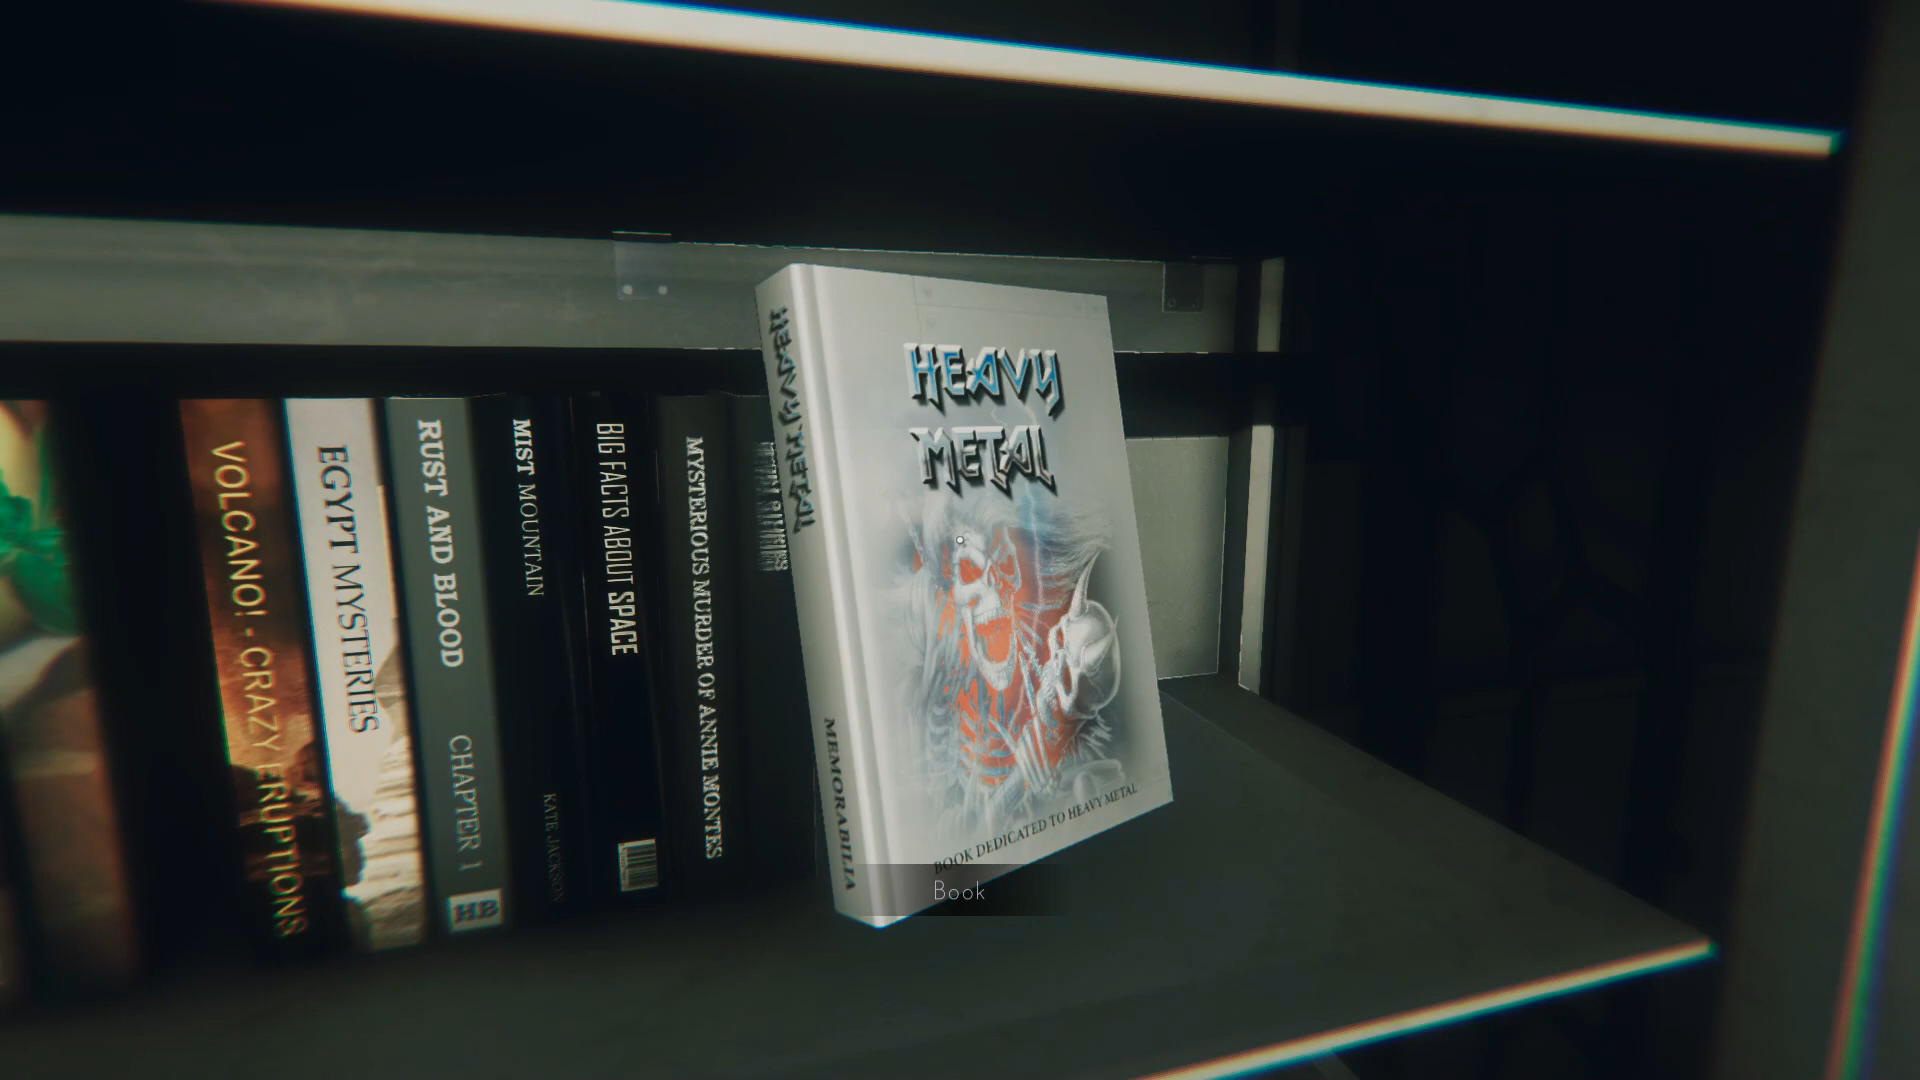 VOLCANO! - CRAZY ERUPTIONS
EGYPT MYSTERIES
RUST AND BLOOD
CHAPTER 1
HB
MIST MOUNTAIN
KATE JACKSON
BIG FACTS ABOUT SPACE
MYSTERIOUS MURDER OF ANNIE MONTES
HEAVY METAL
MEMORABILIA
HEAVY
METAL
BOOK DEDICATED TO HEAVY METAL
Book